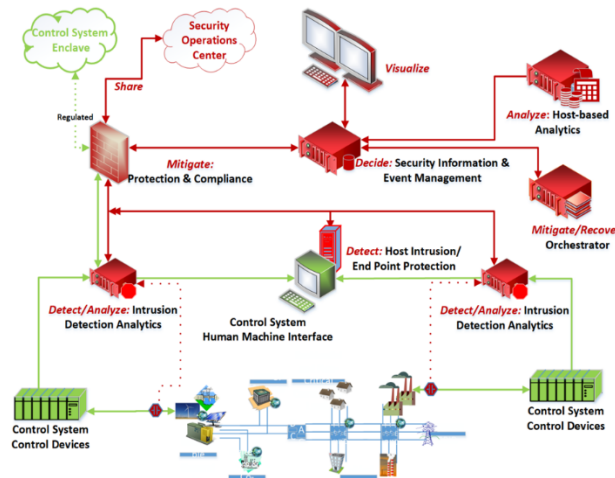 Control System
Enclave
Security
Operations
Center
Share
Visualize
Regulated
Analyze: Host-based
Analytics
Mitigate:
Protection & Compliance
Decide: Security Information &
Event Management
Mitigate/Recover
Orchestrator
Detect: Host Intrusion/
End Point Protection
Detect/Analyze: Intrusion
Detection Analytics
Control System
Human Machine Interface
Detect/Analyze: Intrusion
Detection Analytics
Control System
Control Devices
Control System
Control Devices